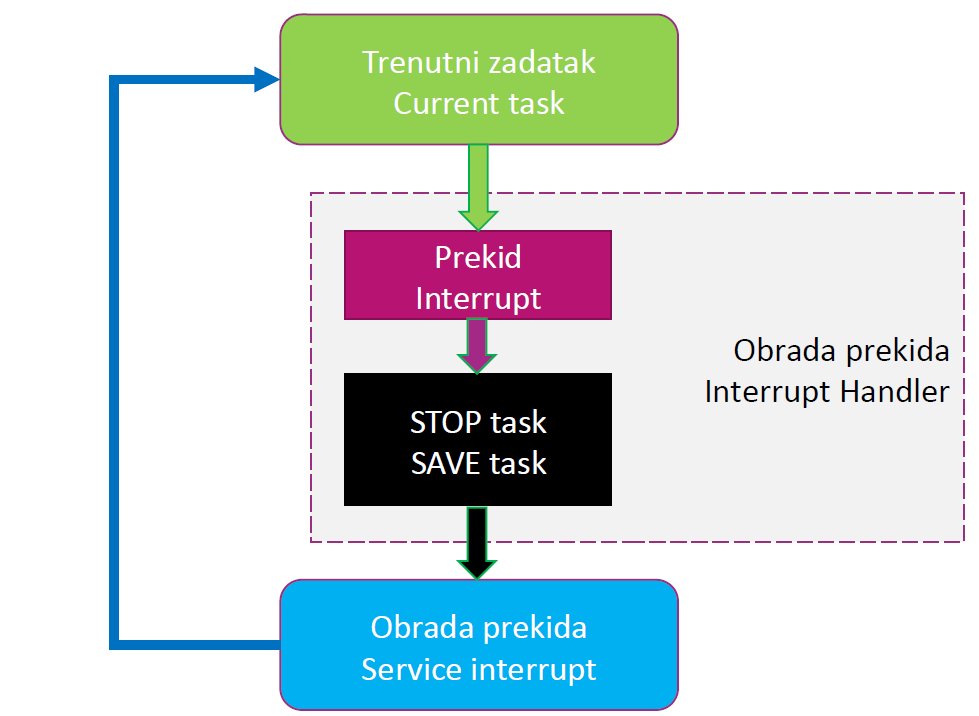 Trenutni zadatak
Current task
Prekid
Interrupt
Obrada prekida
Interrupt Handler
STOP task
SAVE task
Obrada prekida
Service interrupt